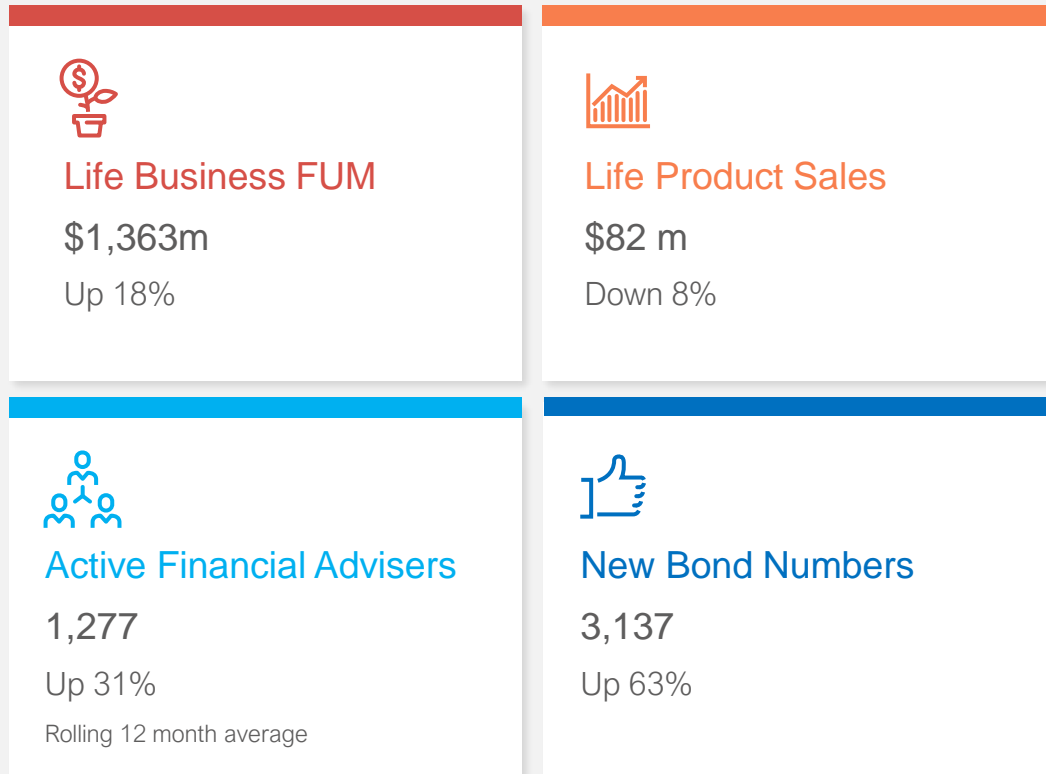 Life Business FUM
$1,363m
Up 18%
Life Product Sales
$82 m
Down 8%
Active Financial Advisers
1,277
Up 31%
Rolling 12 month average
New Bond Numbers
3,137
Up 63%